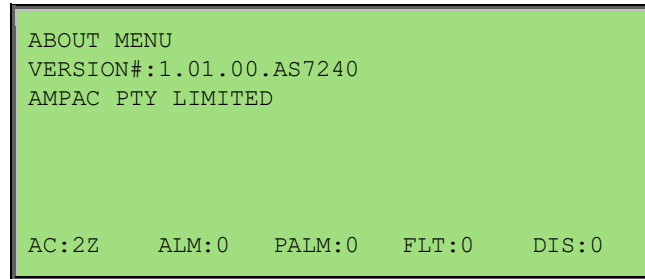 ABOUT MENU
VERSION#:1.01.00.AS7240
AMPAC PTY LIMITED
AC:2Z ALM:0 PALM:0 FLT:0 DIS:0